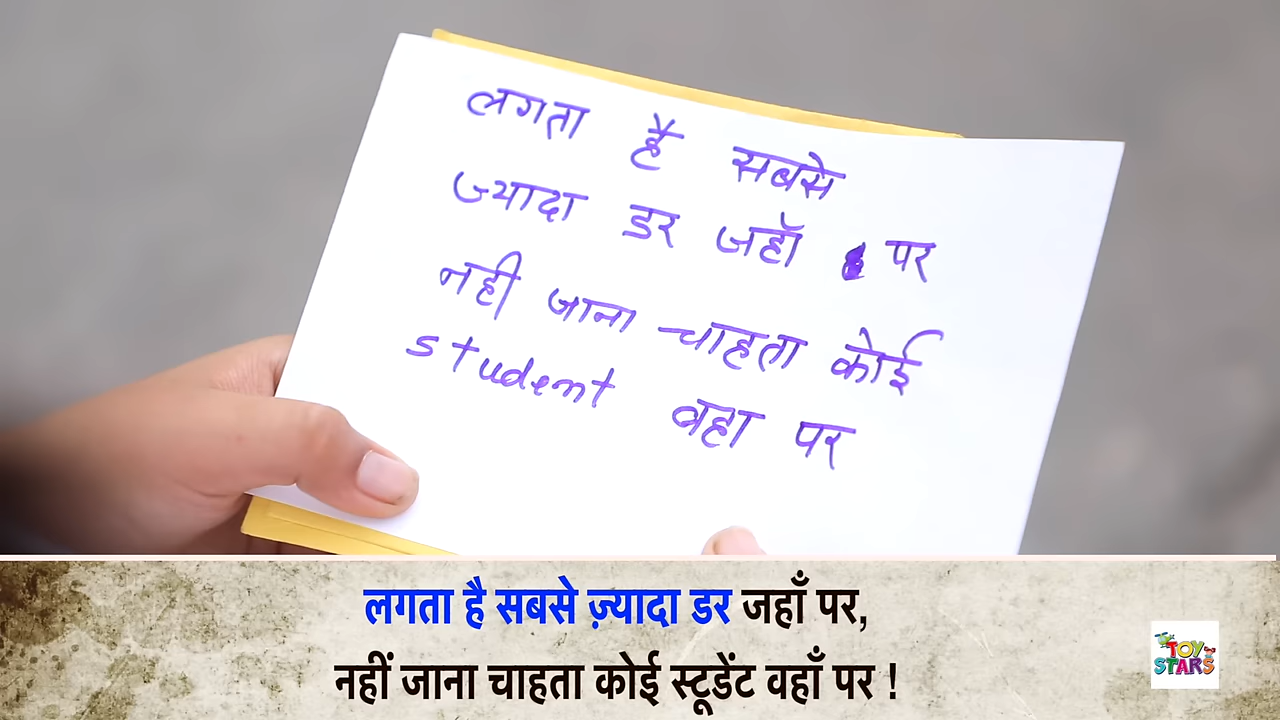 लगता है सबसे
ज्यादा डर जहाँ पर
नही जाना चाहता कोई
student वहा पर
लगता है सबसे ज़्यादा डर जहाँ पर,
नहीं जाना चाहता कोई स्टूडेंट वहाँ पर !
TOY
STARS